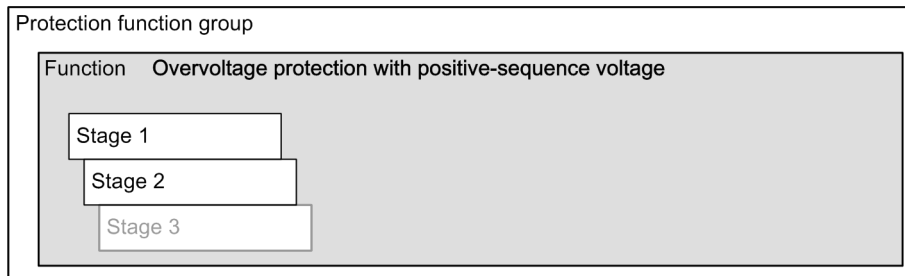 Protection function group
Function Overvoltage protection with positive-sequence voltage
Stage 1
Stage 2
Stage 3